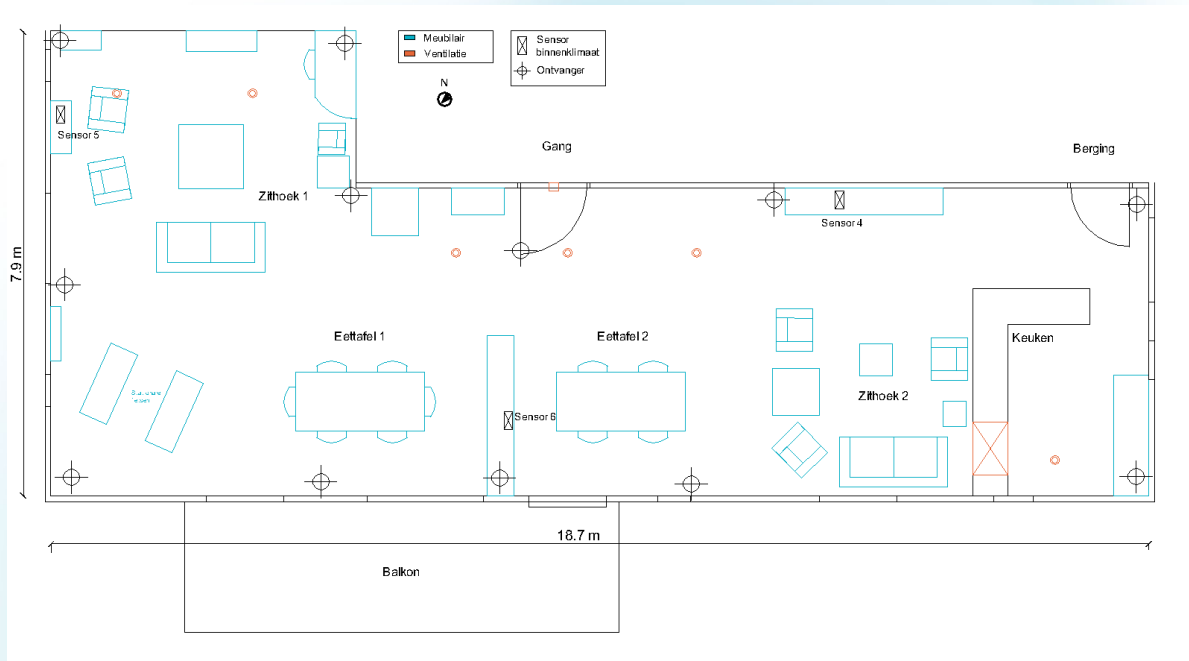 Meubilair
Ventilatie
Sensor
binnenklimaat
Ontvanger
N
Sensor 5
Zithoek 1
Gang
Berging
Sensor 4
7.9 m
Eettafel 1
Eettafel 2
Keuken
Zithoek 2
Sensor 6
18.7 m
Balkon